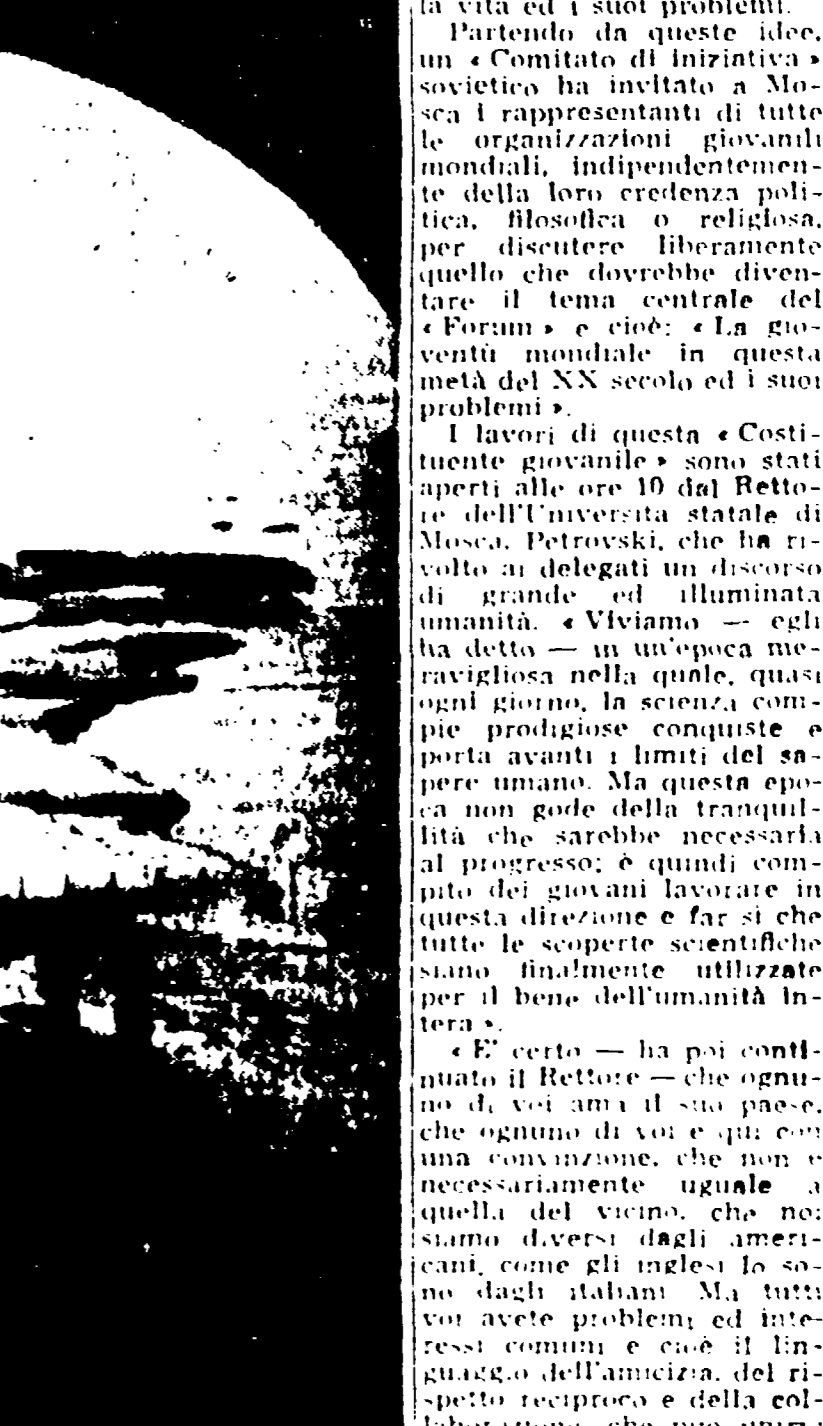 la vita ed i suoi problemi.
Partendo da queste idee,
un « Comitato di iniziativa »
sovietico ha invitato a Mo-
sca i rappresentanti di tutte
le organizzazioni giovanili
mondiali, indipendentemen-
te della loro credenza poli-
tica, filosofica o religiosa,
per discutere liberamente
quello che dovrebbe diven-
tare il tema centrale del
« Forum » e cioè: « La gio-
ventù mondiale in questa
metà del XX secolo ed i suoi
problemi ».
I lavori di questa « Costi-
tuente giovanile » sono stati
aperti alle ore 10 dal Retto-
re dell'Università statale di
Mosca, Petrovski, che ha ri-
volto ai delegati un discorso
di grande ed illuminata
umanità. « Viviamo — egli
ha detto — in un'epoca me-
ravigliosa nella quale, quasi
ogni giorno, la scienza com-
pie prodigiose conquiste e
porta avanti i limiti del sa-
pere umano. Ma questa epo-
ca non gode della tranquil-
lità che sarebbe necessaria
al progresso; è quindi com-
pito dei giovani lavorare in
questa direzione e far sì che
tutte le scoperte scientifiche
siano finalmente utilizzate
per il bene dell'umanità in-
tera ».
« E' certo — ha poi conti-
nuato il Rettore — che ognu-
no di voi ama il suo paese,
che ognuno di voi è qui con
una convinzione, che non è
necessariamente uguale a
quella del vicino, che noi
siamo diversi dagli ameri-
cani, come gli inglesi lo so-
no dagli italiani. Ma tutti
voi avete problemi ed inte-
ressi comuni e cioè il lin-
guaggio dell'amicizia, del ri-
spetto reciproco e della col-